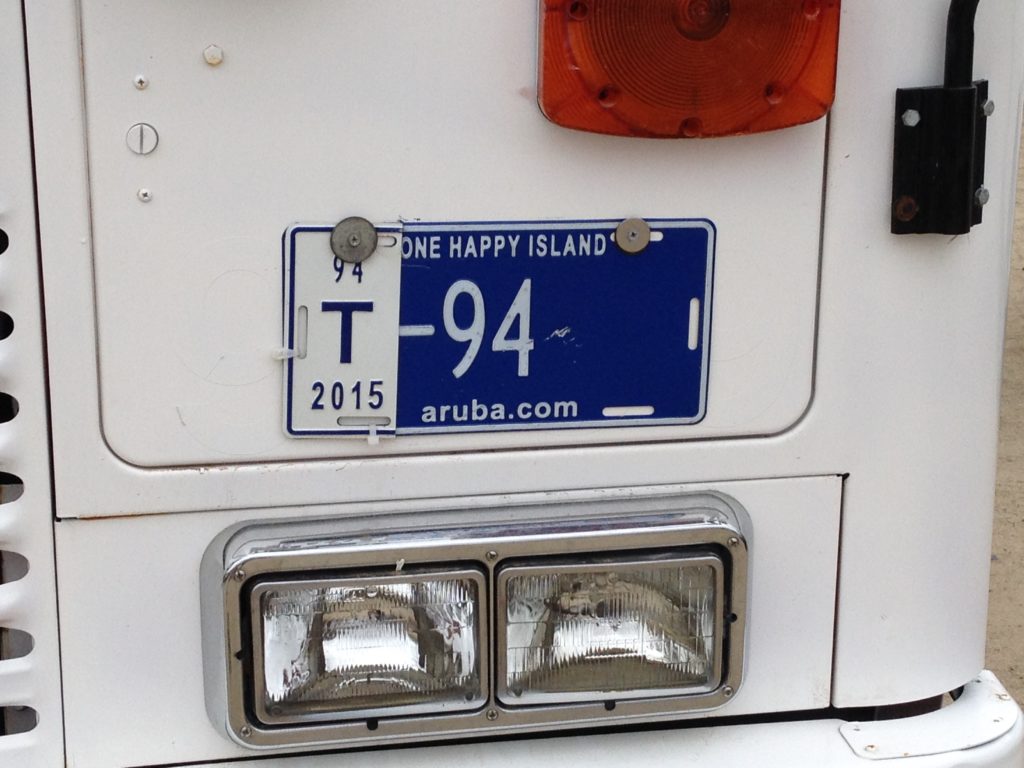 ONE HAPPY ISLAND
94
T
-94
2015
aruba.com